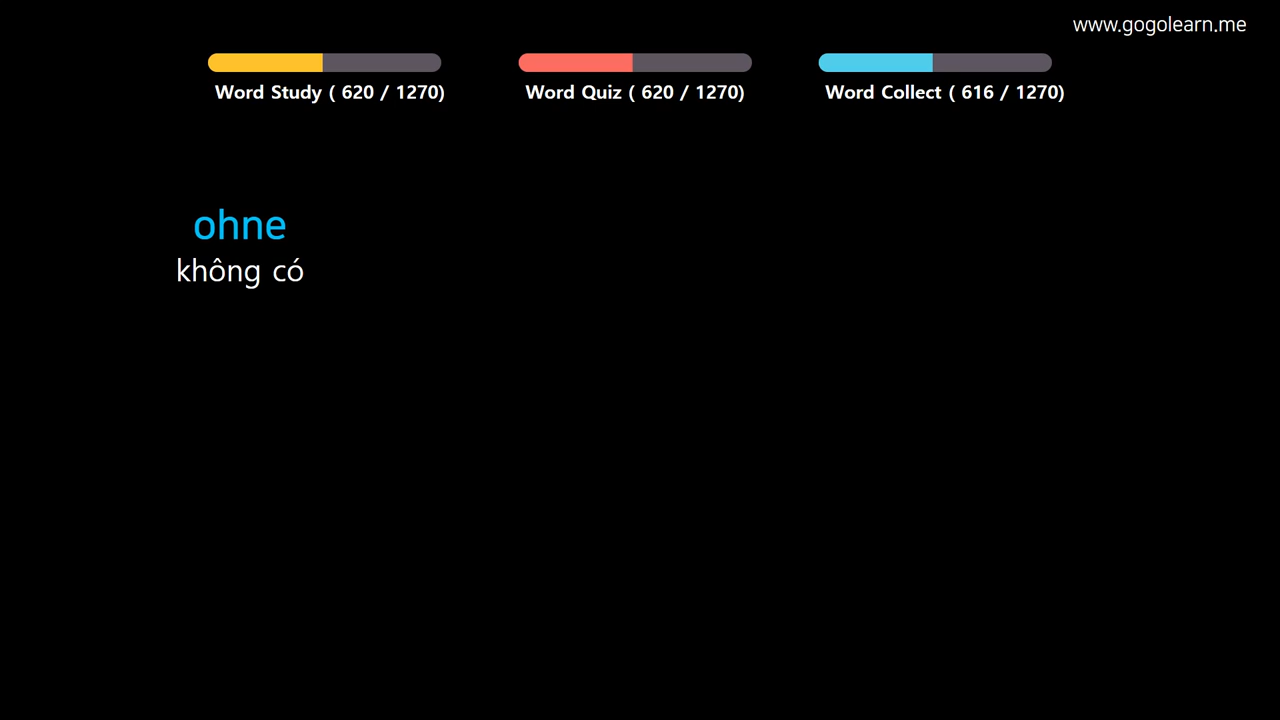 www.gogolearn.me
Word Study ( 620 / 1270)
Word Quiz ( 620 / 1270)
Word Collect ( 616 / 1270)
ohne
không có